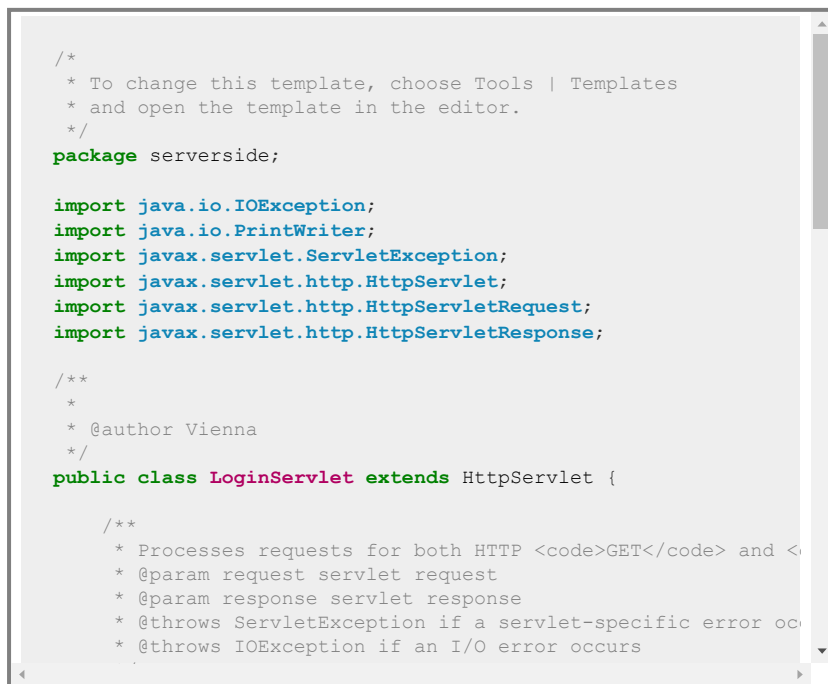 /*
 * To change this template, choose Tools | Templates
 * and open the template in the editor.
 */
package serverside;

import java.io.IOException;
import java.io.PrintWriter;
import javax.servlet.ServletException;
import javax.servlet.http.HttpServlet;
import javax.servlet.http.HttpServletRequest;
import javax.servlet.http.HttpServletResponse;

/**
 *
 * @author Vienna
 */
public class LoginServlet extends HttpServlet {

    /**
     * Processes requests for both HTTP <code>GET</code> and <
     * @param request servlet request
     * @param response servlet response
     * @throws ServletException if a servlet-specific error
     * @throws IOException if an I/O error occurs